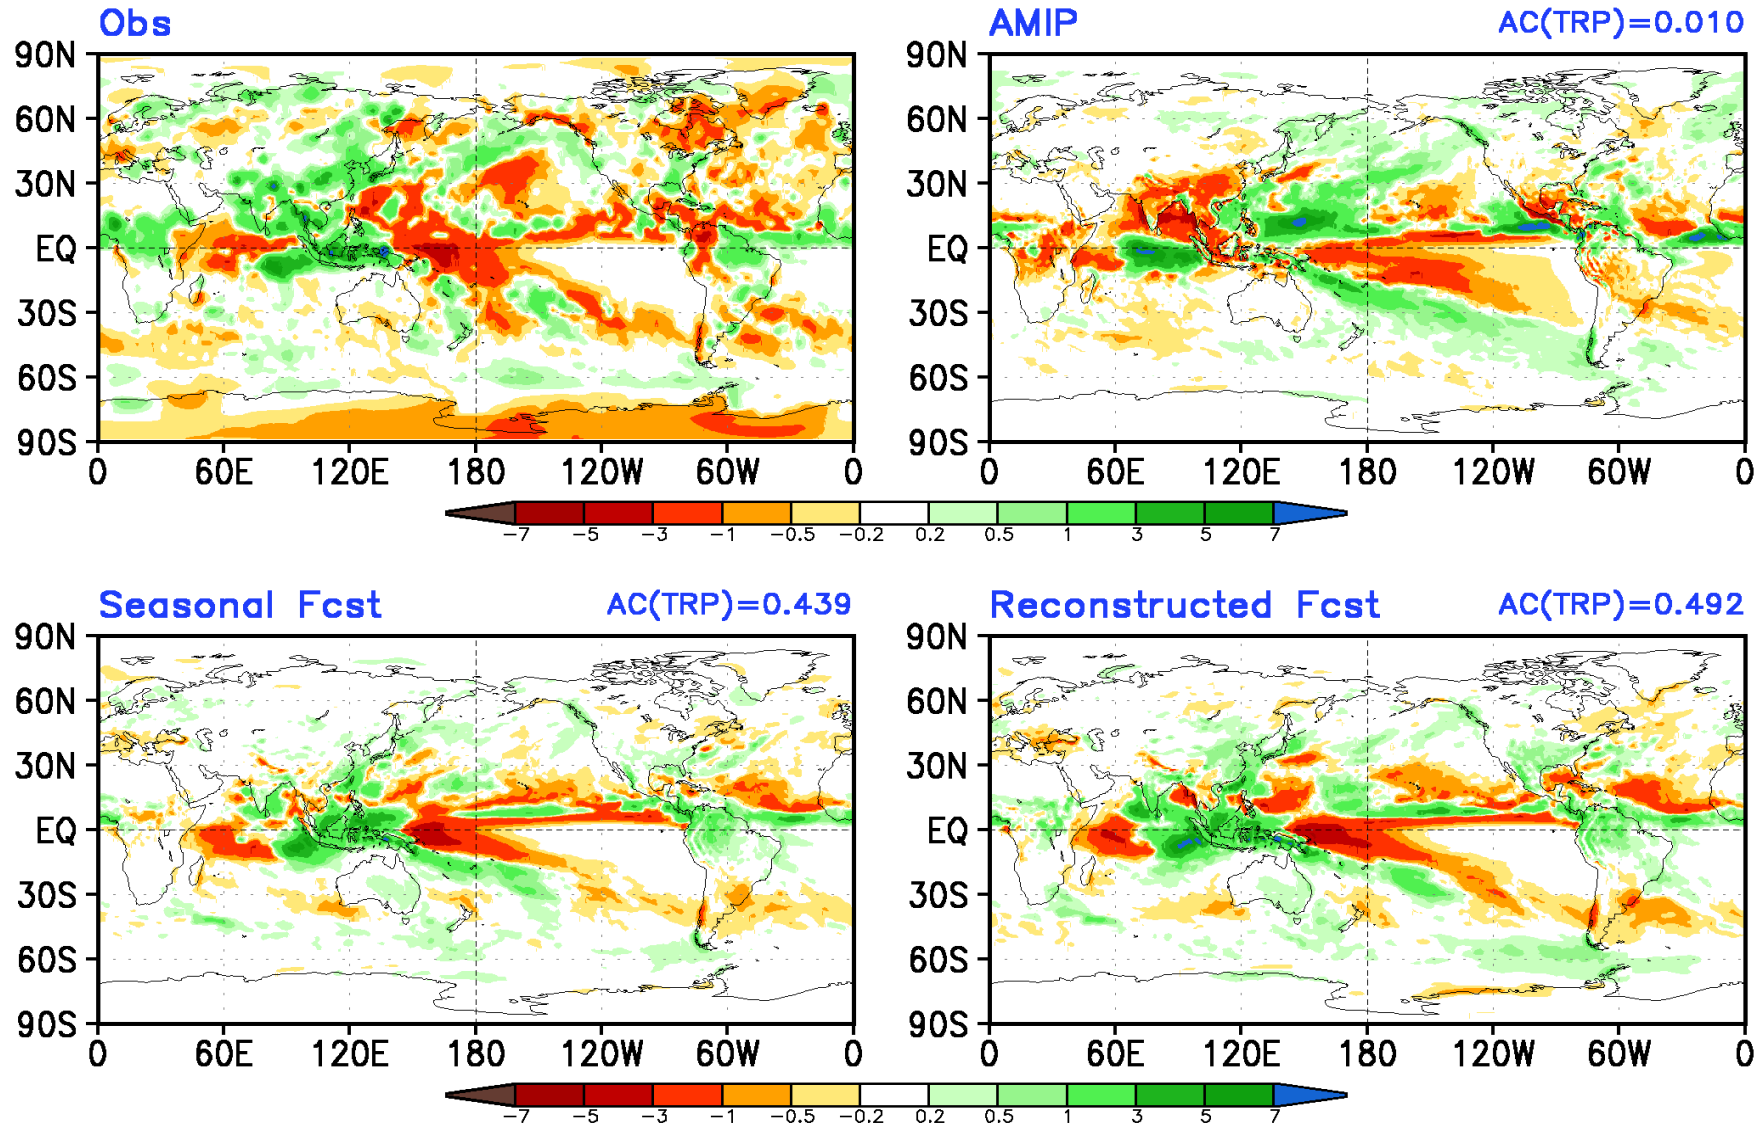 Obs
AMIP AC(TRP)=0.010
90N 90N
60N 60N
30N 30N
EQ EQ
30S 30S
60S 60S
90S 90S
0 60E 120E 180 120W 60W 0 0 60E 120E 180 120W 60W 0
-7 -5 -3 -1 -0.5 -0.2 0.2 0.5 1 3 5 7
Seasonal Fcst AC(TRP)=0.439
Reconstructed Fcst AC(TRP)=0.492
90N 90N
60N 60N
30N 30N
EQ EQ
30S 30S
60S 60S
90S 90S
0 60E 120E 180 120W 60W 0 0 60E 120E 180 120W 60W 0
-7 -5 -3 -1 -0.5 -0.2 0.2 0.5 1 3 5 7